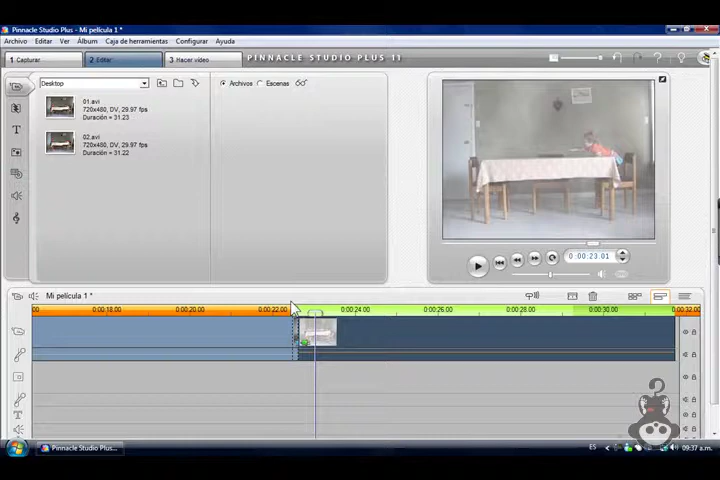 Pinnacle Studio Plus - Mi película 1 *
Archivo Editar Ver Álbum Caja de herramientas Configurar Ayuda
1 Capturar 2 Editar 3 Hacer vídeo PINNACLE STUDIO PLUS 11
Desktop Archivos Escenas
01.avi
720x480, DV, 29.97 fps
Duración = 31.23
02.avi
720x480, DV, 29.97 fps
Duración = 31.22
0:00:23.01
Mi película 1 *
0:00:18.00 0:00:20.00 0:00:22.00 0:00:24.00 0:00:26.00 0:00:28.00 0:00:30.00 0:00:32.00
Pinnacle Studio Plus... ES 09:37 a.m.